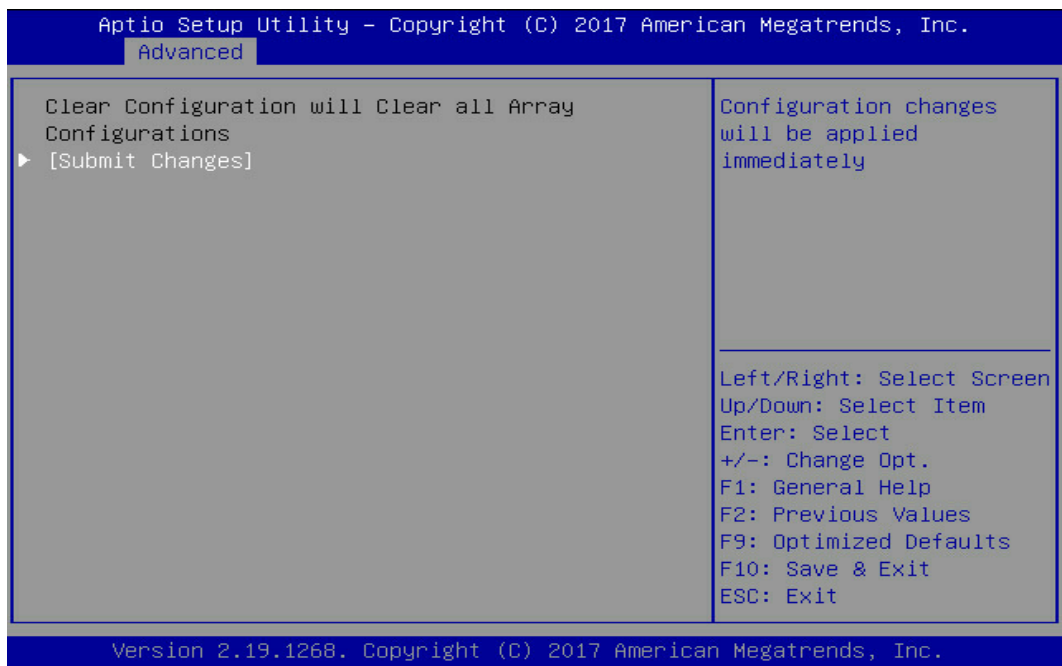 Aptio Setup Utility – Copyright (C) 2017 American Megatrends, Inc.
Advanced
Clear Configuration will Clear all Array
Configurations
[Submit Changes]
Configuration changes
will be applied
immediately
Left/Right: Select Screen
Up/Down: Select Item
Enter: Select
+/-: Change Opt.
F1: General Help
F2: Previous Values
F9: Optimized Defaults
F10: Save & Exit
ESC: Exit
Version 2.19.1268. Copyright (C) 2017 American Megatrends, Inc.